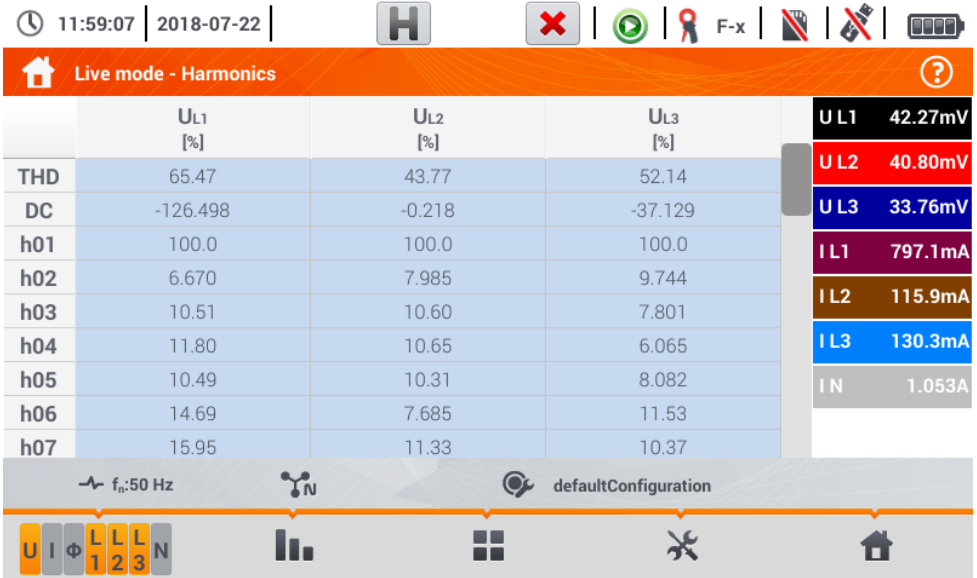 11:59:07 2018-07-22 H F-x
Live mode - Harmonics ?
UL1 [%] UL2 [%] UL3 [%]
THD 65.47 43.77 52.14
DC -126.498 -0.218 -37.129
h01 100.0 100.0 100.0
h02 6.670 7.985 9.744
h03 10.51 10.60 7.801
h04 11.80 10.65 6.065
h05 10.49 10.31 8.082
h06 14.69 7.685 11.53
h07 15.95 11.33 10.37
U L1 42.27mV
U L2 40.80mV
U L3 33.76mV
I L1 797.1mA
I L2 115.9mA
I L3 130.3mA
I N 1.053A
fn:50 Hz N defaultConfiguration
U I Φ L1 L2 L3 N